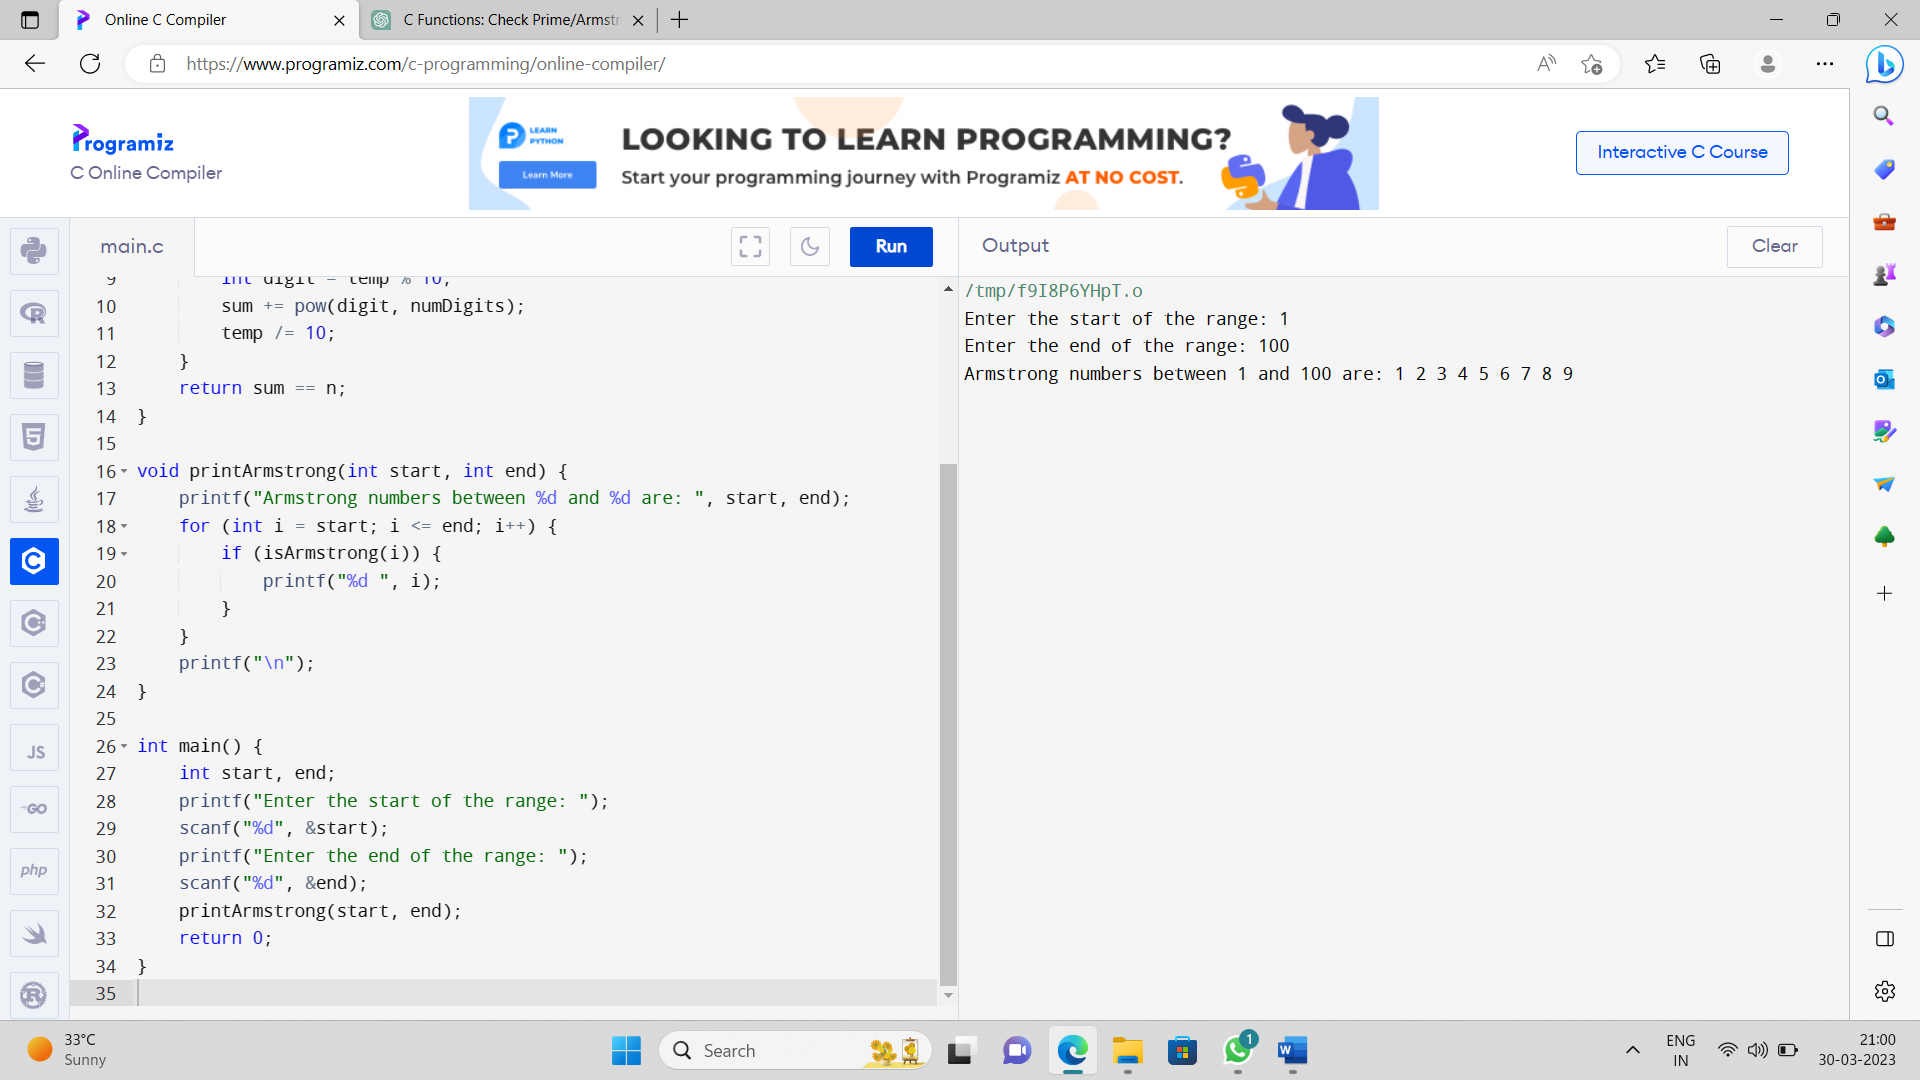 Online C Compiler
C Functions: Check Prime/Armstr
https://www.programiz.com/c-programming/online-compiler/
Programiz
C Online Compiler
LEARN PYTHON
Learn More
LOOKING TO LEARN PROGRAMMING?
Start your programming journey with Programiz AT NO COST.
Interactive C Course
main.c
Run
Output
Clear
9 int digit = temp % 10;
10 sum += pow(digit, numDigits);
11 temp /= 10;
12 }
13 return sum == n;
14 }
15
16 void printArmstrong(int start, int end) {
17 printf("Armstrong numbers between %d and %d are: ", start, end);
18 for (int i = start; i <= end; i++) {
19 if (isArmstrong(i)) {
20 printf("%d ", i);
21 }
22 }
23 printf("\n");
24 }
25
26 int main() {
27 int start, end;
28 printf("Enter the start of the range: ");
29 scanf("%d", &start);
30 printf("Enter the end of the range: ");
31 scanf("%d", &end);
32 printArmstrong(start, end);
33 return 0;
34 }
35
/tmp/f9I8P6YHpT.o
Enter the start of the range: 1
Enter the end of the range: 100
Armstrong numbers between 1 and 100 are: 1 2 3 4 5 6 7 8 9
JS
GO
php
33°C
Sunny
Search
1
ENG
IN
21:00
30-03-2023